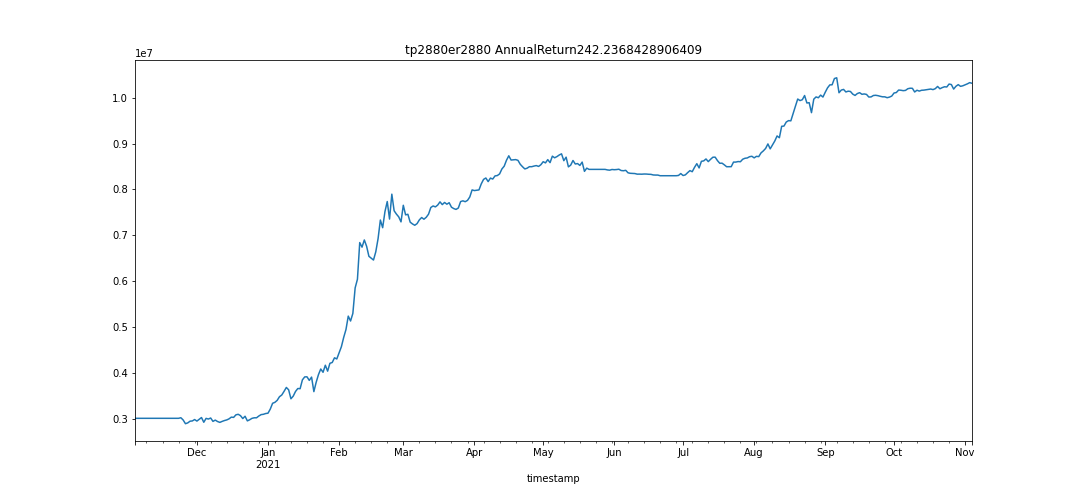 tp2880er2880 AnnualReturn242.2368428906409
1e7
1.0
0.9
0.8
0.7
0.6
0.5
0.4
0.3
Dec Jan Feb Mar Apr May Jun Jul Aug Sep Oct Nov
2021
timestamp